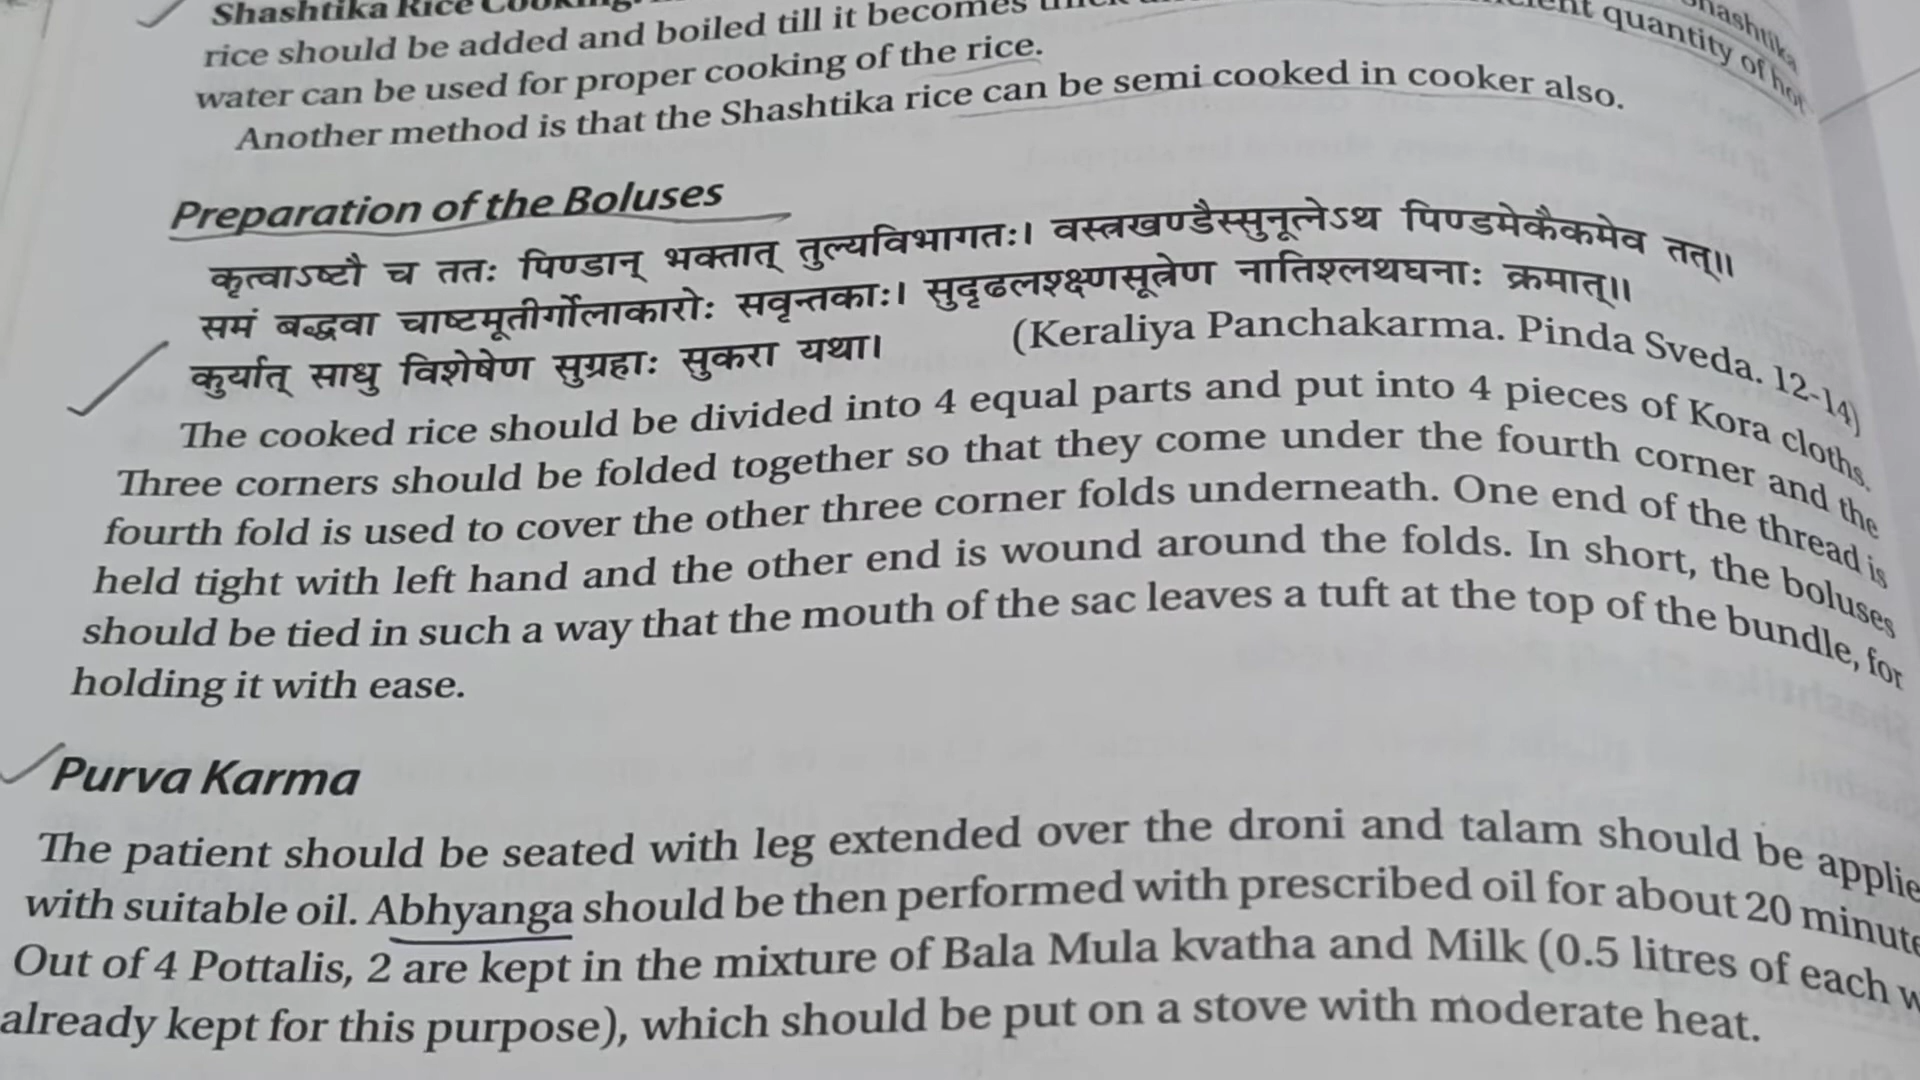 Shashtika Rice Cooking: Shashtika
rice should be added and boiled till it becomes quantity of hot
water can be used for proper cooking of the rice.
Another method is that the Shashtika rice can be semi cooked in cooker also.
Preparation of the Boluses
कृत्वाऽष्टौ च ततः पिण्डान् भक्तात् तुल्यविभागतः। वस्त्रखण्डैस्सुनूत्नेऽथ पिण्डमेकैकमेव तत्॥
समं बद्धवा चाष्टमूतीर्गोलाकारोः सवृन्तकाः। सुदृढलश्क्ष्णसूत्रेण नातिश्लथघनाः क्रमात्॥
कुर्यात् साधु विशेषेण सुग्रहाः सुकरा यथा। (Keraliya Panchakarma. Pinda Sveda. 12-14)
The cooked rice should be divided into 4 equal parts and put into 4 pieces of Kora cloths.
Three corners should be folded together so that they come under the fourth corner and the
fourth fold is used to cover the other three corner folds underneath. One end of the thread is
held tight with left hand and the other end is wound around the folds. In short, the boluses
should be tied in such a way that the mouth of the sac leaves a tuft at the top of the bundle, for
holding it with ease.
Purva Karma
The patient should be seated with leg extended over the droni and talam should be applie
with suitable oil. Abhyanga should be then performed with prescribed oil for about 20 minute
Out of 4 Pottalis, 2 are kept in the mixture of Bala Mula kvatha and Milk (0.5 litres of each w
already kept for this purpose), which should be put on a stove with moderate heat.